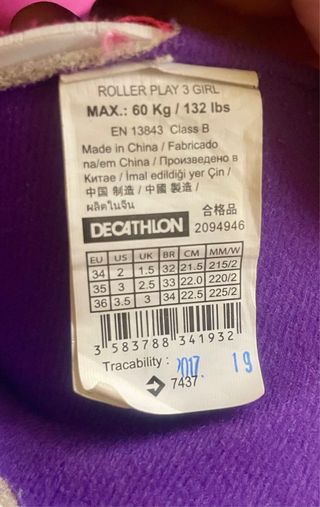 ROLLER PLAY 3 GIRL
MAX.: 60 Kg / 132 lbs
EN 13843 Class B
Made in China / Fabricado
na/em China / Произведено в
Китае / İmal edildiği yer Çin /
中国 制造 / 中國 製造 /
ผลิตในจีน
合格品
DECATHLON 2094946
EU US UK BR CM MM/W
34 2 1.5 32 21.5 215/2
35 3 2.5 33 22.0 220/2
36 3.5 3 34 22.5 225/2
3 583788 341932
Tracability : 2017. 19
7437